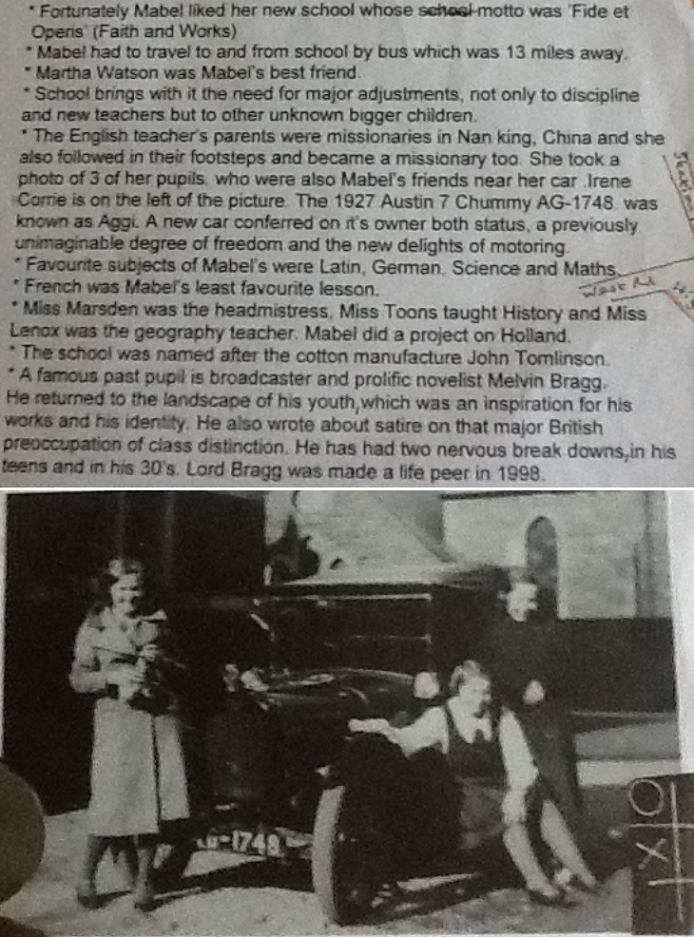 * Fortunately Mabel liked her new school whose school motto was 'Fide et
Operis' (Faith and Works)
* Mabel had to travel to and from school by bus which was 13 miles away.
* Martha Watson was Mabel's best friend.
* School brings with it the need for major adjustments, not only to discipline
and new teachers but to other unknown bigger children.
* The English teacher's parents were missionaries in Nan king, China and she
also followed in their footsteps and became a missionary too. She took a
photo of 3 of her pupils, who were also Mabel's friends near her car .Irene
Corrie is on the left of the picture. The 1927 Austin 7 Chummy AG-1748 was
known as Aggi. A new car conferred on it's owner both status, a previously
unimaginable degree of freedom and the new delights of motoring.
* Favourite subjects of Mabel's were Latin, German, Science and Maths.
* French was Mabel's least favourite lesson.
* Miss Marsden was the headmistress, Miss Toons taught History and Miss
Lenox was the geography teacher. Mabel did a project on Holland.
* The school was named after the cotton manufacture John Tomlinson.
* A famous past pupil is broadcaster and prolific novelist Melvin Bragg.
He returned to the landscape of his youth, which was an inspiration for his
works and his identity. He also wrote about satire on that major British
preoccupation of class distinction. He has had two nervous break downs, in his
teens and in his 30's. Lord Bragg was made a life peer in 1998.
-1748
O
X